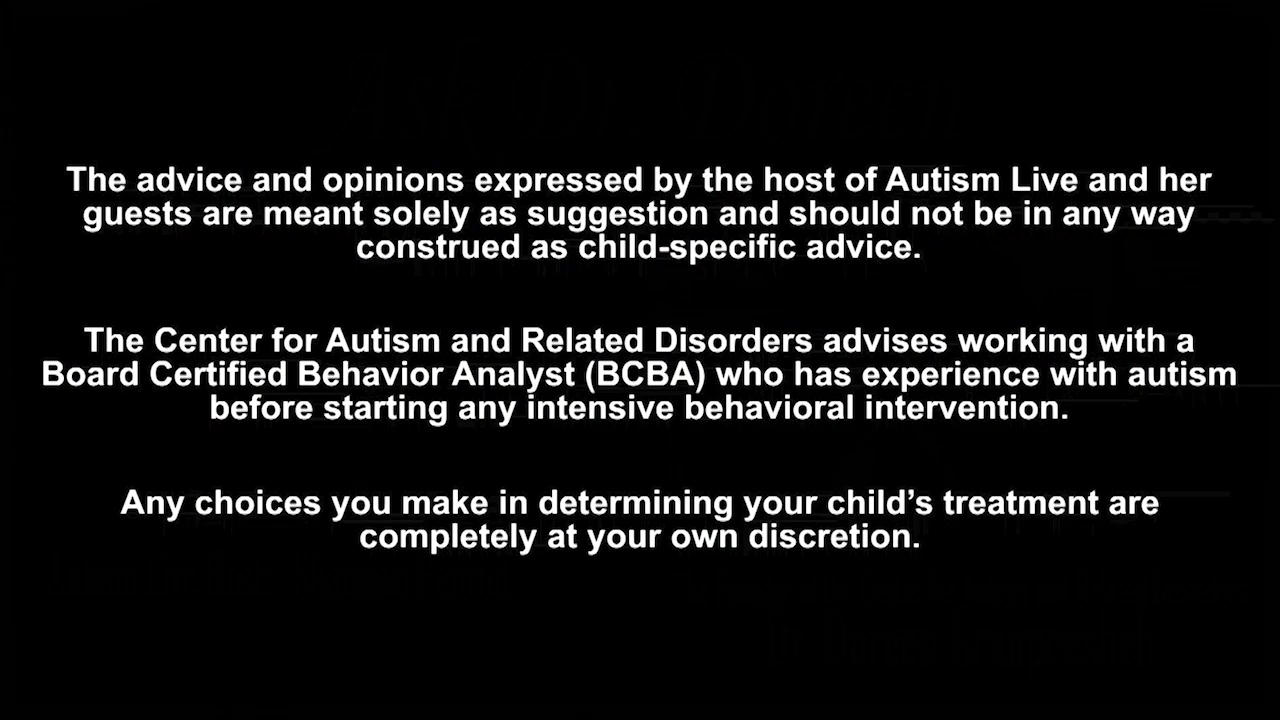 The advice and opinions expressed by the host of Autism Live and her
guests are meant solely as suggestion and should not be in any way
construed as child-specific advice.
The Center for Autism and Related Disorders advises working with a
Board Certified Behavior Analyst (BCBA) who has experience with autism
before starting any intensive behavioral intervention.
Any choices you make in determining your child’s treatment are
completely at your own discretion.